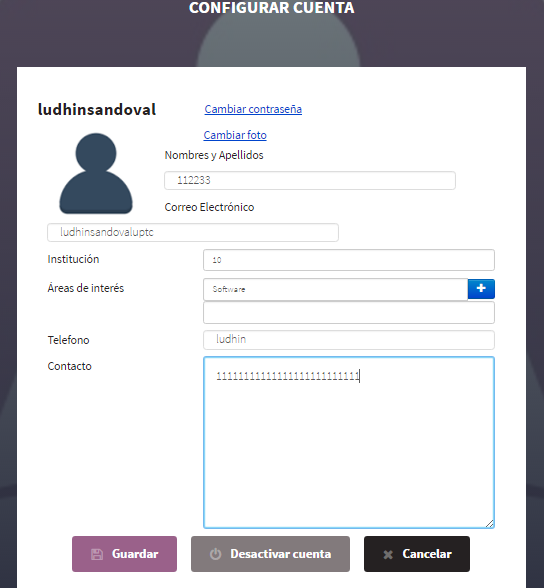 CONFIGURAR CUENTA
ludhinsandoval
Cambiar contraseña
Cambiar foto
Nombres y Apellidos
112233
Correo Electrónico
ludhinsandovaluptc
Institución
10
Áreas de interés
Software
+
Telefono
ludhin
Contacto
11111111111111111111111111
Guardar
Desactivar cuenta
Cancelar